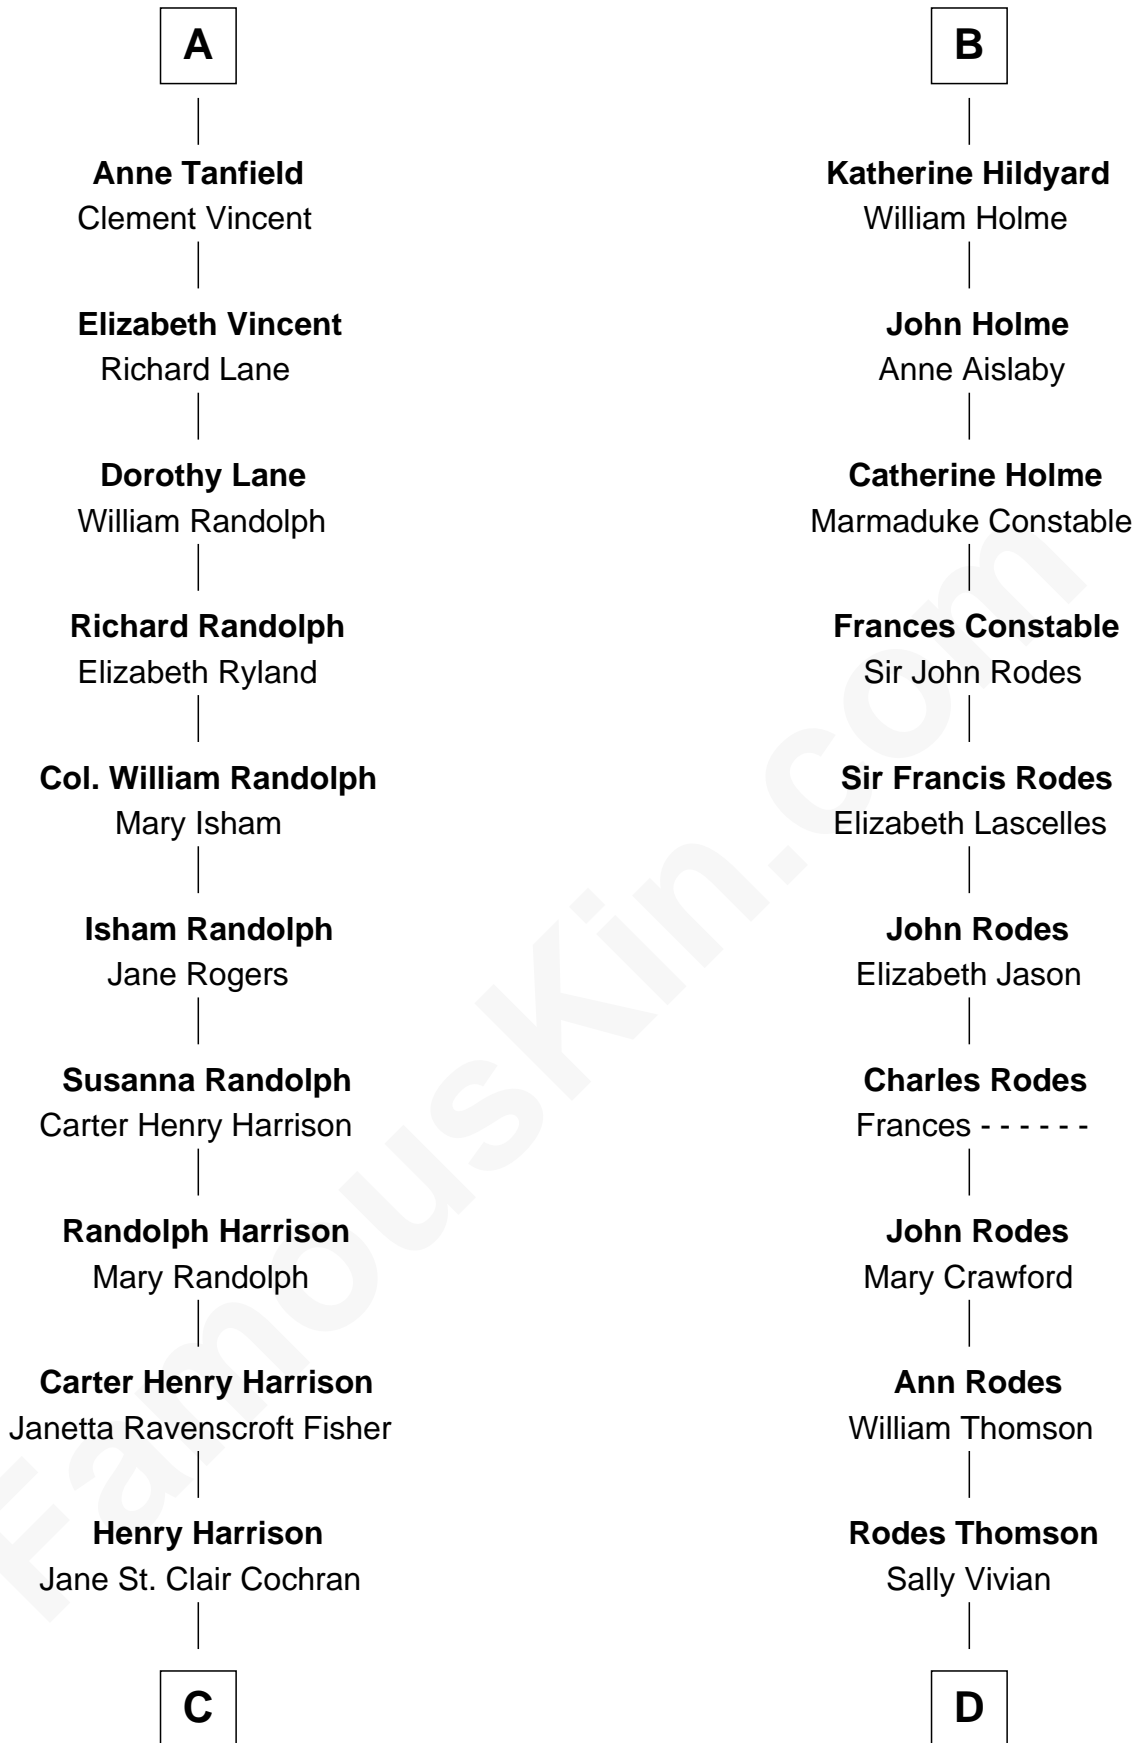 A
Anne Tanfield
Clement Vincent
Elizabeth Vincent
Richard Lane
Dorothy Lane
William Randolph
Richard Randolph
Elizabeth Ryland
Col. William Randolph
Mary Isham
Isham Randolph
Jane Rogers
Susanna Randolph
Carter Henry Harrison
Randolph Harrison
Mary Randolph
Carter Henry Harrison
Janetta Ravenscroft Fisher
Henry Harrison
Jane St. Clair Cochran
C
B
Katherine Hildyard
William Holme
John Holme
Anne Aislaby
Catherine Holme
Marmaduke Constable
Frances Constable
Sir John Rodes
Sir Francis Rodes
Elizabeth Lascelles
John Rodes
Elizabeth Jason
Charles Rodes
Frances - - - - - -
John Rodes
Mary Crawford
Ann Rodes
William Thomson
Rodes Thomson
Sally Vivian
D
FamousKin.com